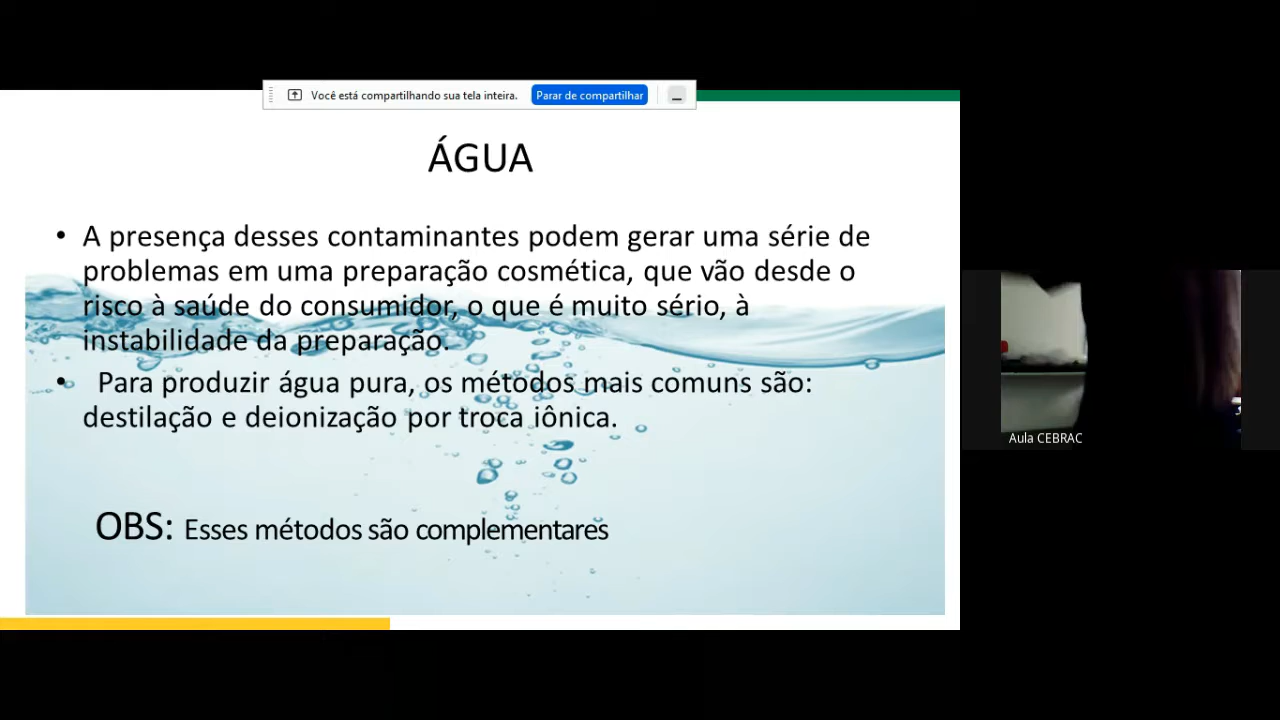 Você está compartilhando sua tela inteira. Parar de compartilhar
ÁGUA
• A presença desses contaminantes podem gerar uma série de
problemas em uma preparação cosmética, que vão desde o
risco à saúde do consumidor, o que é muito sério, à
instabilidade da preparação.
• Para produzir água pura, os métodos mais comuns são:
destilação e deionização por troca iônica.
OBS: Esses métodos são complementares
Aula CEBRAC